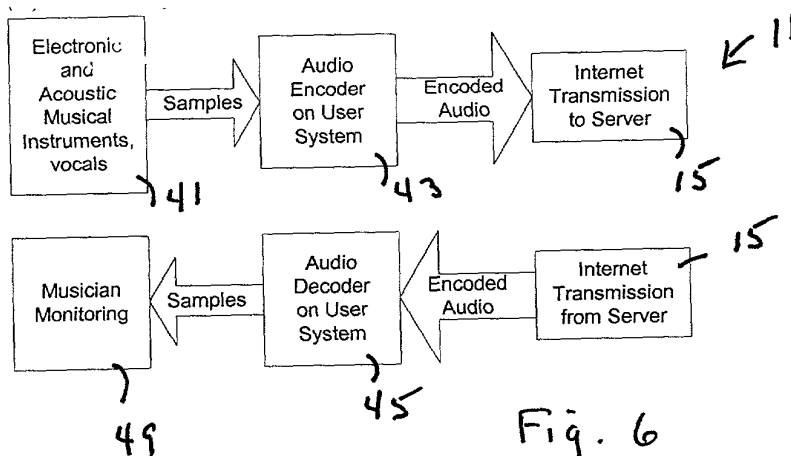 Electronic
and
Acoustic
Musical
Instruments,
vocals
41
Samples
Audio
Encoder
on User
System
43
Encoded
Audio
Internet
Transmission
to Server
15
Musician
Monitoring
49
Samples
Audio
Decoder
on User
System
45
Encoded
Audio
Internet
Transmission
from Server
15
Fig. 6